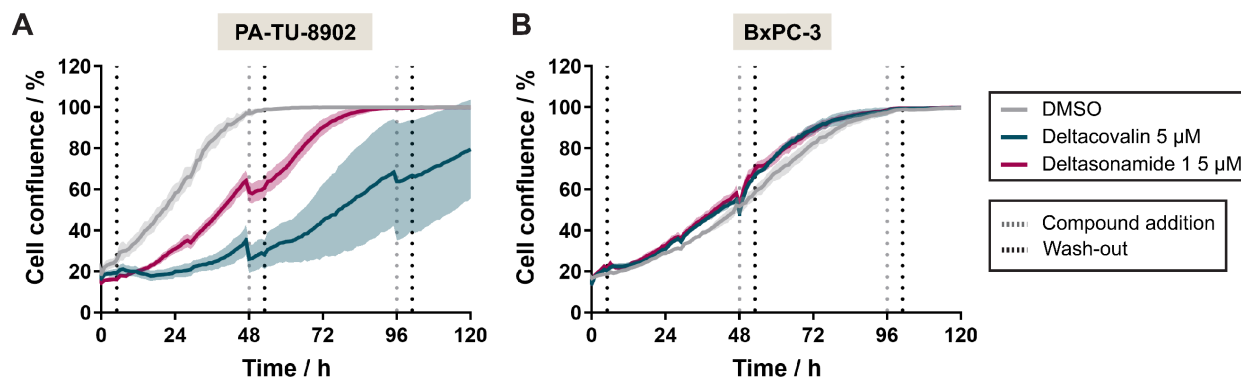 A
PA-TU-8902
Cell confluence / %
120
100
80
60
40
20
0
0 24 48 72 96 120
Time / h
B
BxPC-3
Cell confluence / %
120
100
80
60
40
20
0
0 24 48 72 96 120
Time / h
DMSO
Deltacovalin 5 µM
Deltasonamide 1 5 µM
Compound addition
Wash-out